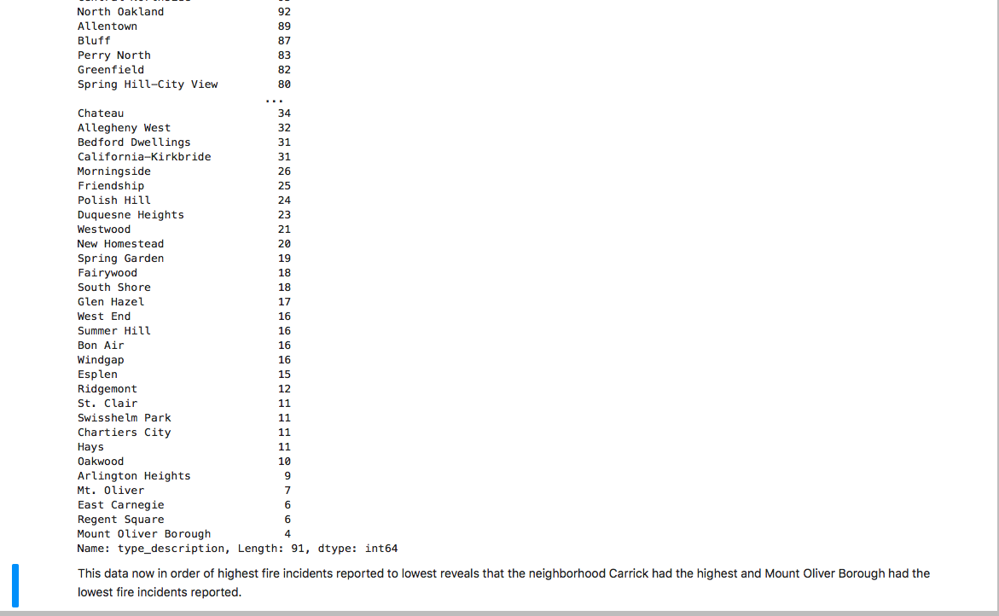 North Oakland 92
Allentown 89
Bluff 87
Perry North 83
Greenfield 82
Spring Hill–City View 80
...
Chateau 34
Allegheny West 32
Bedford Dwellings 31
California–Kirkbride 31
Morningside 26
Friendship 25
Polish Hill 24
Duquesne Heights 23
Westwood 21
New Homestead 20
Spring Garden 19
Fairywood 18
South Shore 18
Glen Hazel 17
West End 16
Summer Hill 16
Bon Air 16
Windgap 16
Esplen 15
Ridgemont 12
St. Clair 11
Swisshelm Park 11
Chartiers City 11
Hays 11
Oakwood 10
Arlington Heights 9
Mt. Oliver 7
East Carnegie 6
Regent Square 6
Mount Oliver Borough 4
Name: type_description, Length: 91, dtype: int64
This data now in order of highest fire incidents reported to lowest reveals that the neighborhood Carrick had the highest and Mount Oliver Borough had the
lowest fire incidents reported.